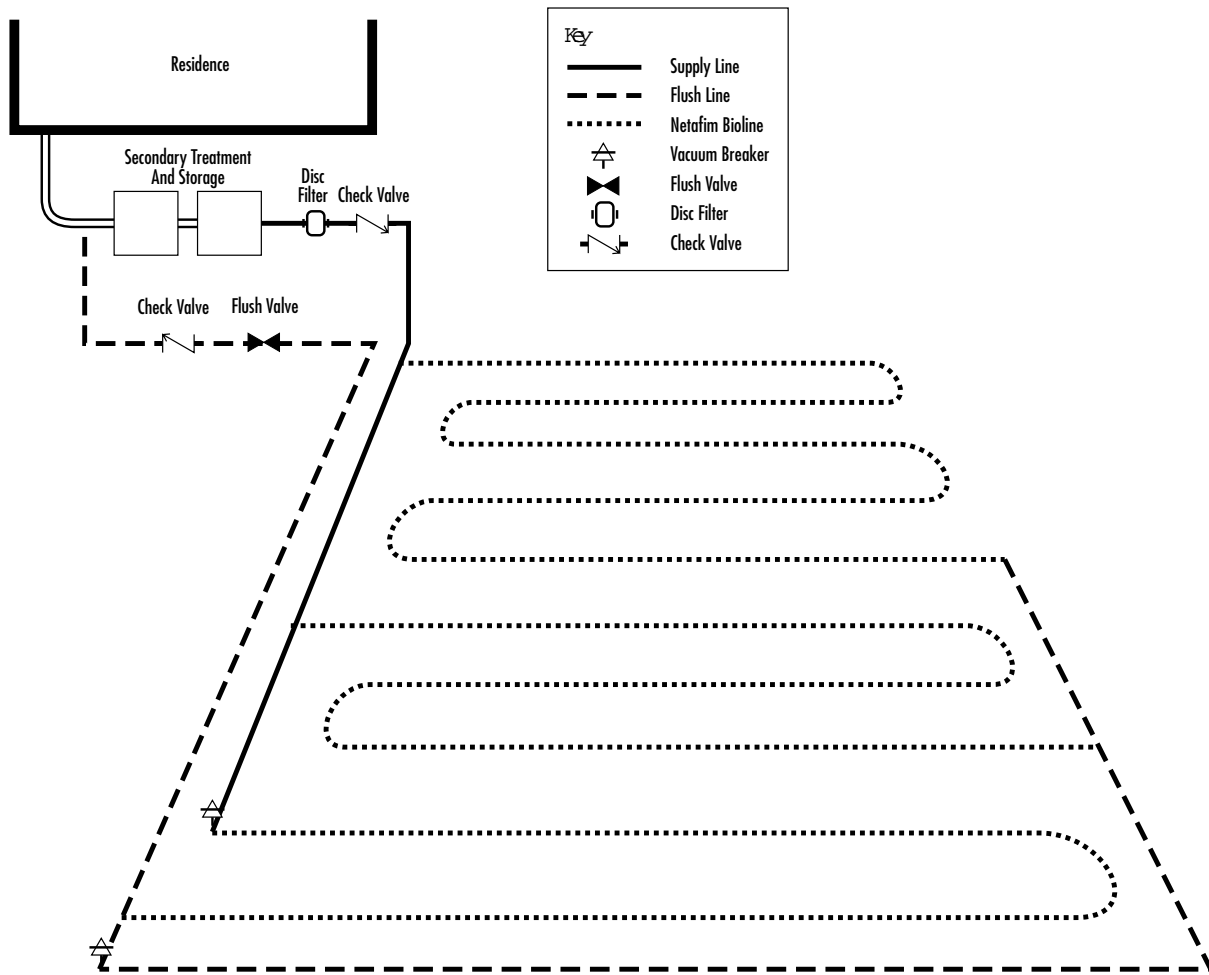 Residence
Key
Supply Line
Flush Line
Netafim Bioline
Vacuum Breaker
Flush Valve
Disc Filter
Check Valve
Secondary Treatment
And Storage
Disc
Filter
Check Valve
Check Valve
Flush Valve